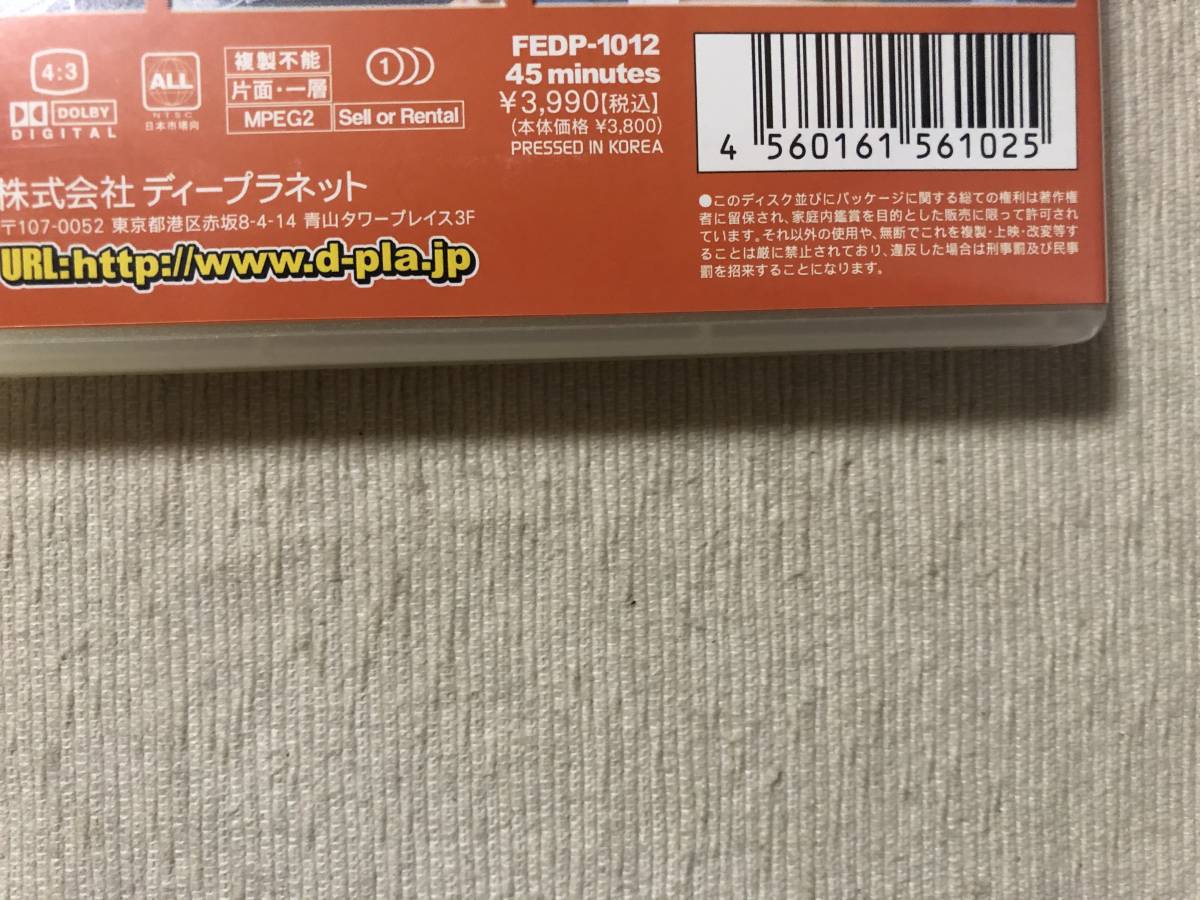 4:3
DOLBY
DIGITAL
ALL
NTSC
日本市場向
複製不能
片面・一層
MPEG2
1
Sell or Rental
FEDP-1012
45 minutes
¥3,990【税込】
(本体価格 ¥3,800)
PRESSED IN KOREA
4 560161 561025
株式会社 ディープラネット
〒107-0052 東京都港区赤坂8-4-14 青山タワープレイス3F
URL:http://www.d-pla.jp
●このディスク並びにパッケージに関する総ての権利は著作権
者に留保され、家庭内鑑賞を目的とした販売に限って許可され
ています。それ以外の使用や、無断でこれを複製・上映・改変等す
ることは厳に禁止されており、違反した場合は刑事罰及び民事
罰を招来することになります。